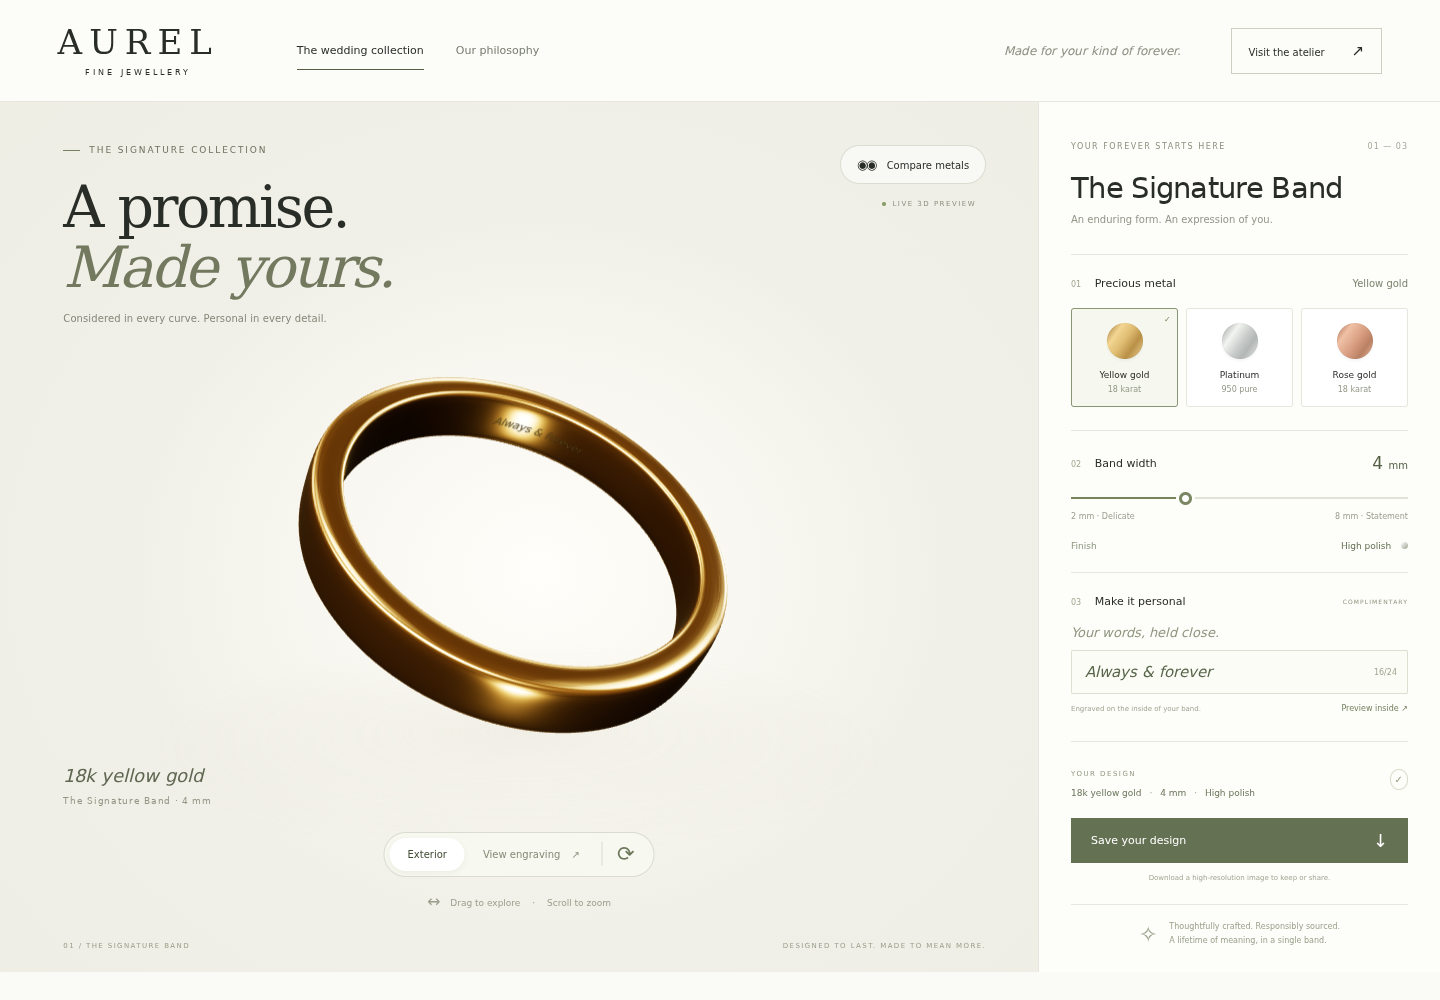 AUREL
FINE JEWELLERY
The wedding collection
Our philosophy
Made for your kind of forever.
Visit the atelier ↗
THE SIGNATURE COLLECTION
A promise.
Made yours.
Considered in every curve. Personal in every detail.
Compare metals
LIVE 3D PREVIEW
Always & forever
18k yellow gold
The Signature Band · 4 mm
Exterior
View engraving ↗
Drag to explore · Scroll to zoom
01 / THE SIGNATURE BAND
DESIGNED TO LAST. MADE TO MEAN MORE.
YOUR FOREVER STARTS HERE
01 — 03
The Signature Band
An enduring form. An expression of you.
01 Precious metal
Yellow gold
Yellow gold
18 karat
Platinum
950 pure
Rose gold
18 karat
02 Band width
4 mm
2 mm · Delicate
8 mm · Statement
Finish
High polish
03 Make it personal
COMPLIMENTARY
Your words, held close.
Always & forever
16/24
Engraved on the inside of your band.
Preview inside ↗
YOUR DESIGN
18k yellow gold · 4 mm · High polish
Save your design ↓
Download a high-resolution image to keep or share.
Thoughtfully crafted. Responsibly sourced.
A lifetime of meaning, in a single band.